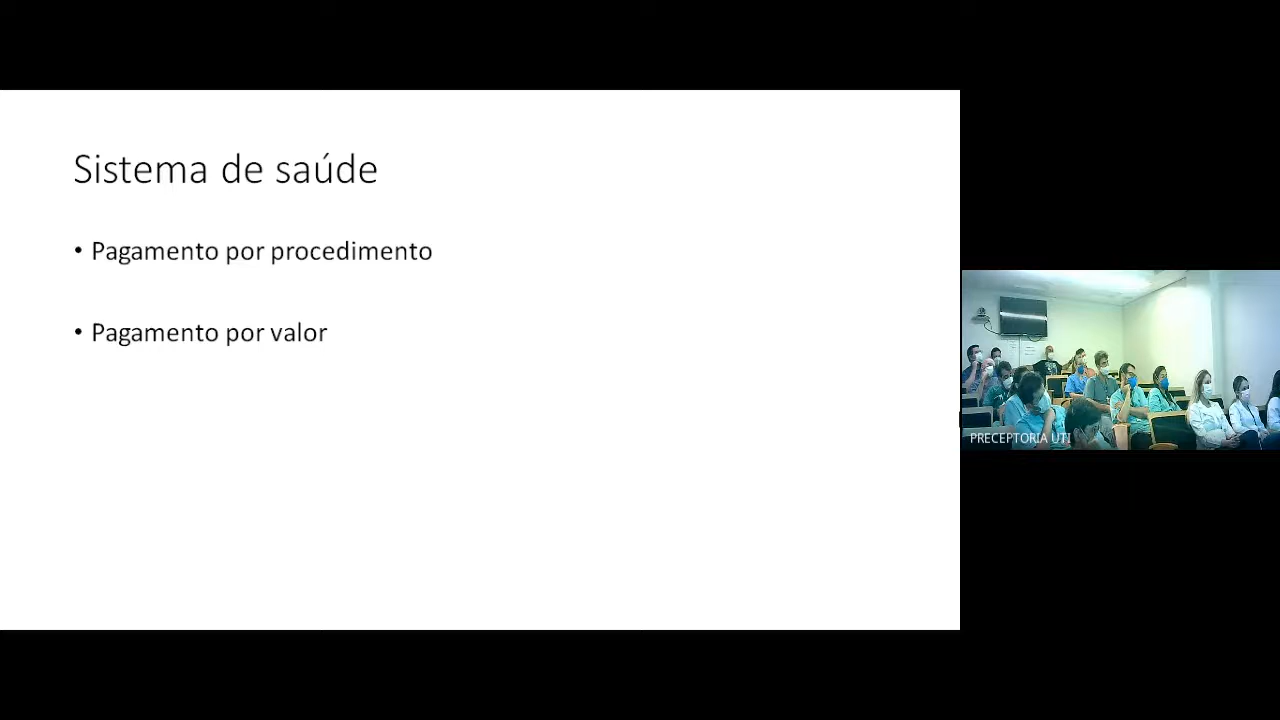 Sistema de saúde
• Pagamento por procedimento
• Pagamento por valor
PRECEPTORIA UTI